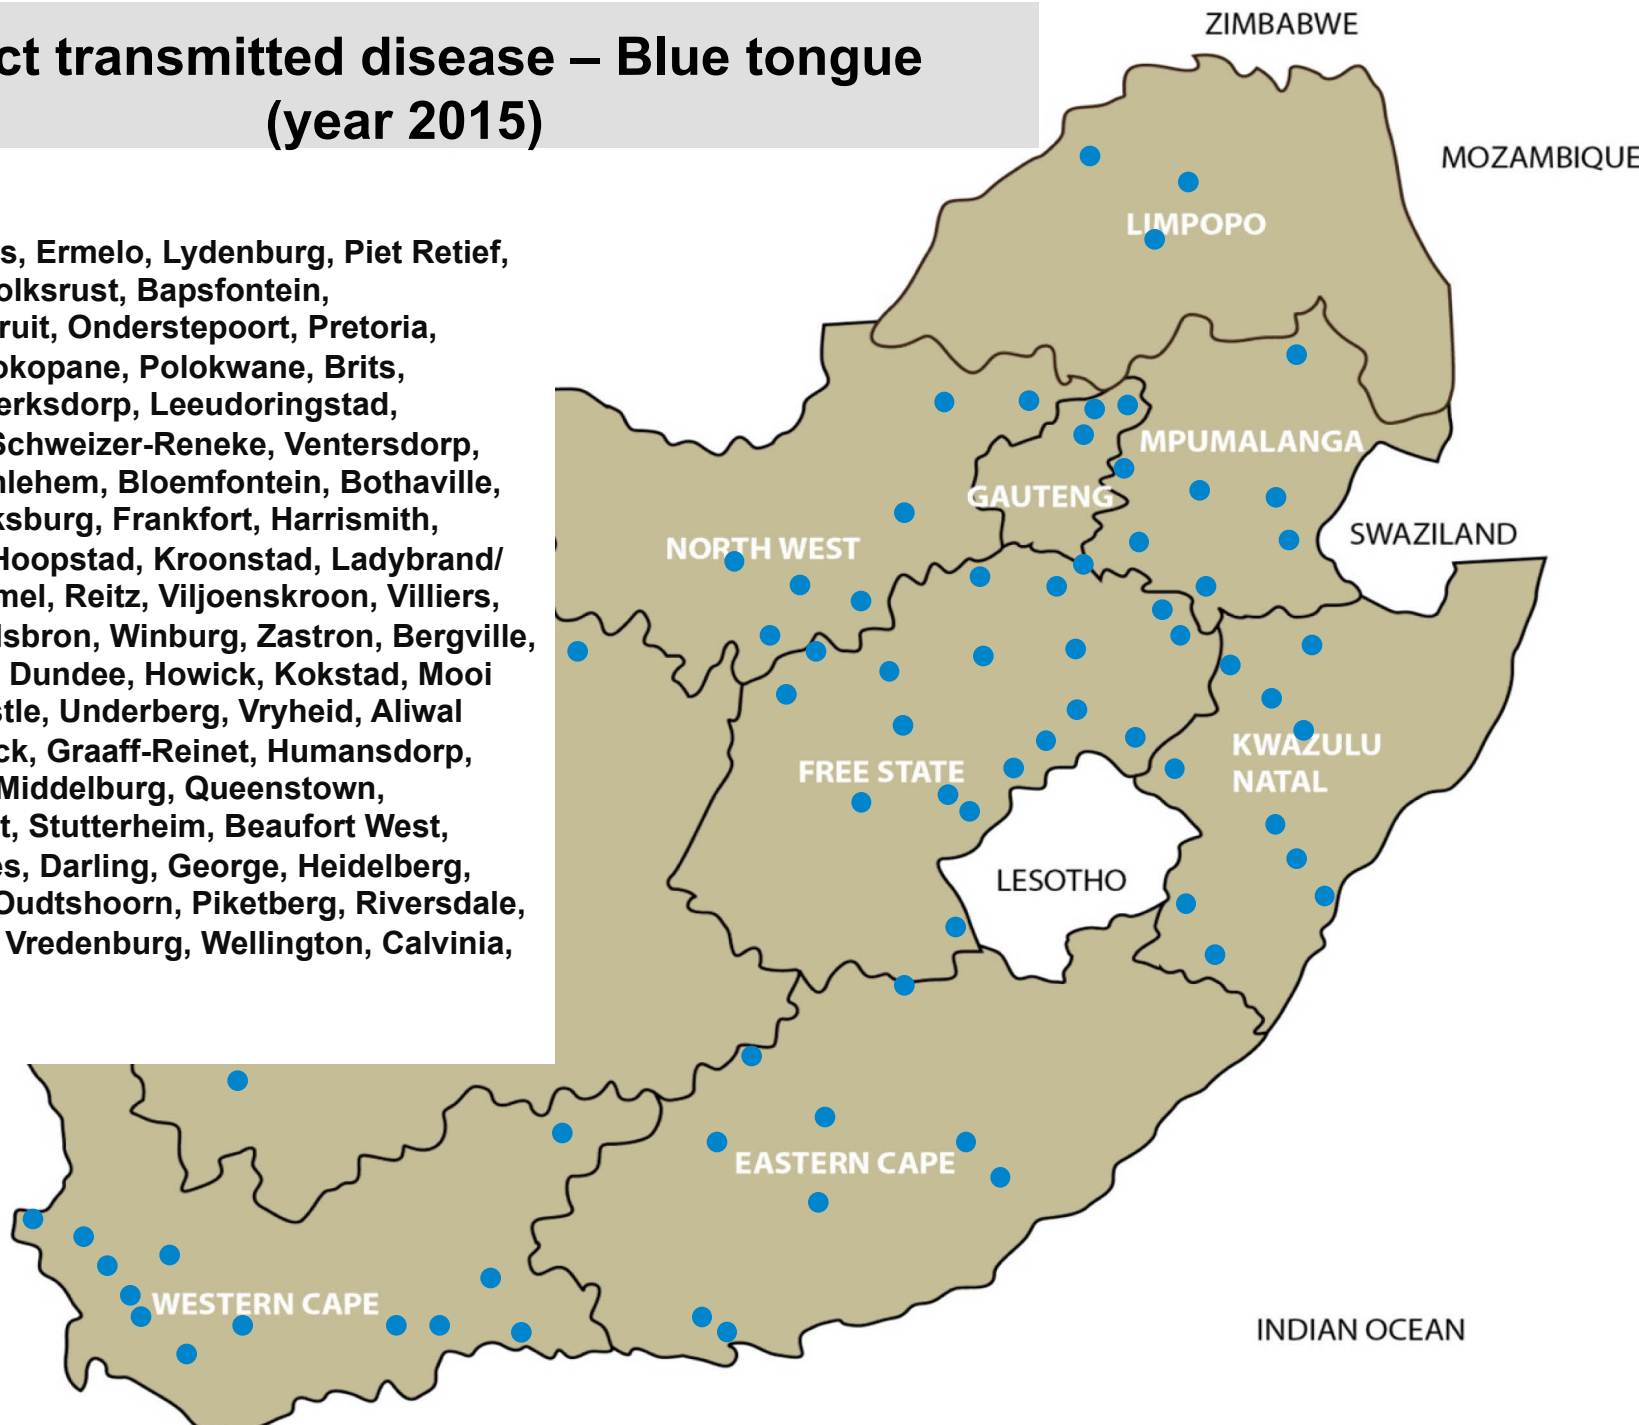 ct transmitted disease – Blue tongue
(year 2015)
s, Ermelo, Lydenburg, Piet Retief,
olksrust, Bapsfontein,
ruit, Onderstepoort, Pretoria,
okopane, Polokwane, Brits,
erksdorp, Leeudoringstad,
Schweizer-Reneke, Ventersdorp,
hlehem, Bloemfontein, Bothaville,
ksburg, Frankfort, Harrismith,
Hoopstad, Kroonstad, Ladybrand/
mel, Reitz, Viljoenskroon, Villiers,
lsbron, Winburg, Zastron, Bergville,
, Dundee, Howick, Kokstad, Mooi
stle, Underberg, Vryheid, Aliwal
ck, Graaff-Reinet, Humansdorp,
Middelburg, Queenstown,
t, Stutterheim, Beaufort West,
es, Darling, George, Heidelberg,
Oudtshoorn, Piketberg, Riversdale,
, Vredenburg, Wellington, Calvinia,
ZIMBABWE
MOZAMBIQUE
LIMPOPO
MPUMALANGA
GAUTENG
SWAZILAND
NORTH WEST
KWAZULU
NATAL
FREE STATE
LESOTHO
EASTERN CAPE
WESTERN CAPE
INDIAN OCEAN